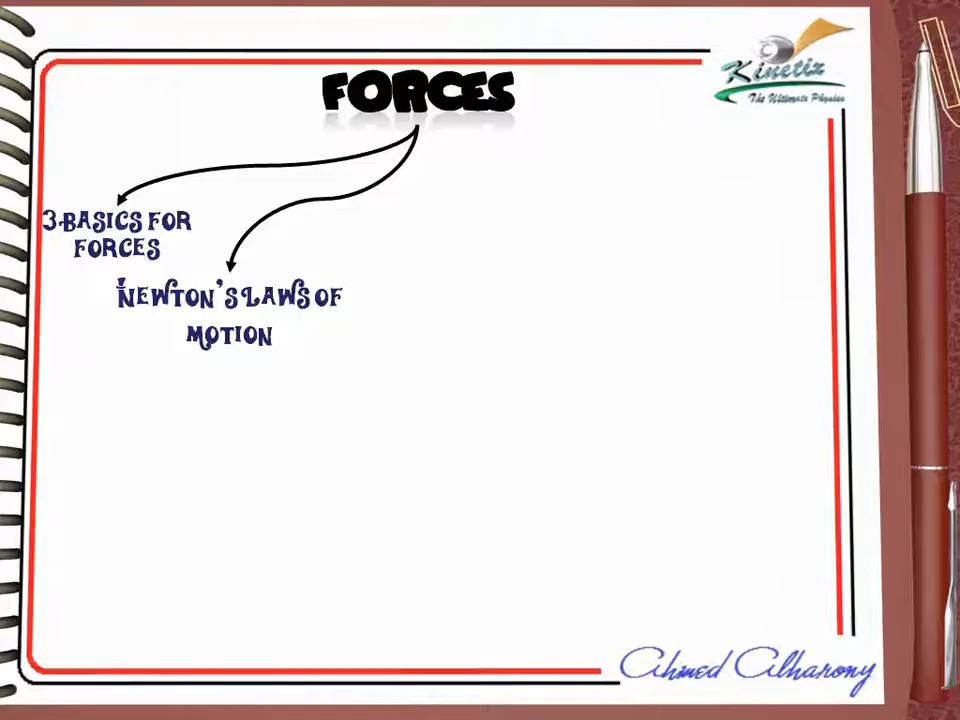 FORCES
Kinetix
The Ultimate Physics
3 BASICS FOR
FORCES
NEWTON'S LAWS OF
MOTION
Ahmed Alharony